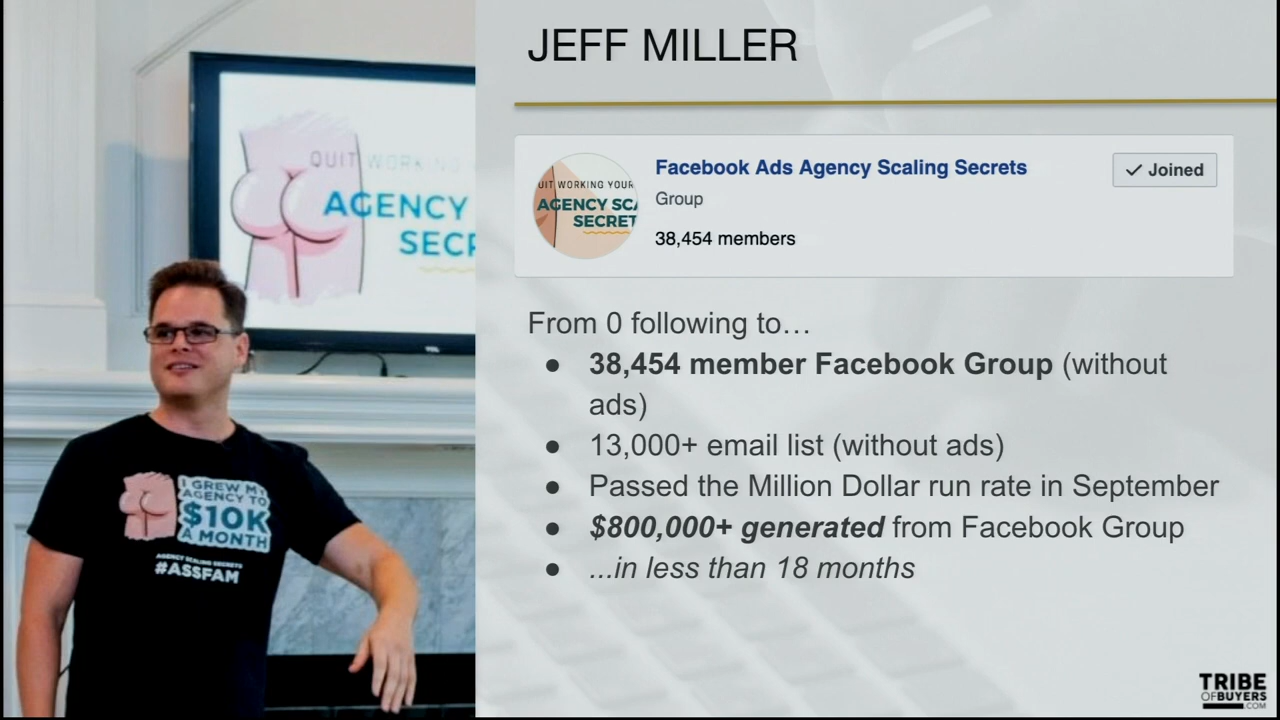 JEFF MILLER
QUIT WORKING
AGENCY
SECR
I GREW MY
AGENCY TO
$10K
A MONTH
AGENCY SCALING SECRETS
#ASSFAM
UIT WORKING YOUR
AGENCY SCA
SECRET
Facebook Ads Agency Scaling Secrets
Group
38,454 members
Joined
From 0 following to…
● 38,454 member Facebook Group (without
ads)
● 13,000+ email list (without ads)
● Passed the Million Dollar run rate in September
● $800,000+ generated from Facebook Group
● ...in less than 18 months
TRIBE
OF BUYERS
.COM